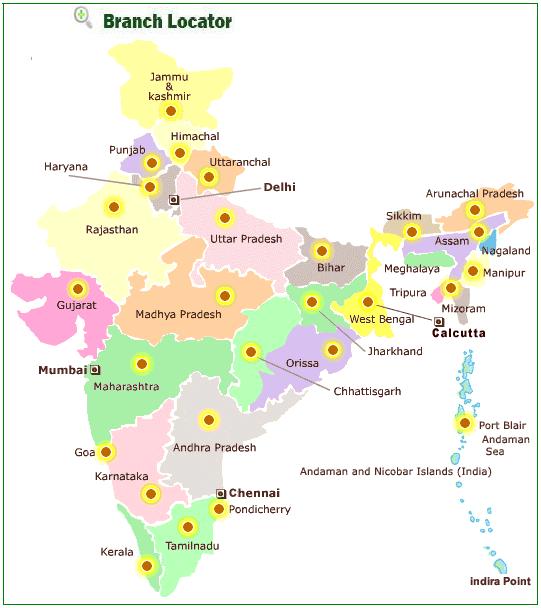 Branch Locator
Jammu
&
kashmir
Himachal
Punjab
Uttaranchal
Haryana
Delhi
Arunachal Pradesh
Sikkim
Rajasthan
Uttar Pradesh
Assam
Nagaland
Bihar
Meghalaya
Manipur
Tripura
Gujarat
Mizoram
Madhya Pradesh
West Bengal
Calcutta
Jharkhand
Orissa
Mumbai
Maharashtra
Chhattisgarh
Port Blair
Andaman
Sea
Andhra Pradesh
Goa
Andaman and Nicobar Islands (India)
Karnataka
Chennai
Pondicherry
Tamilnadu
Kerala
indira Point